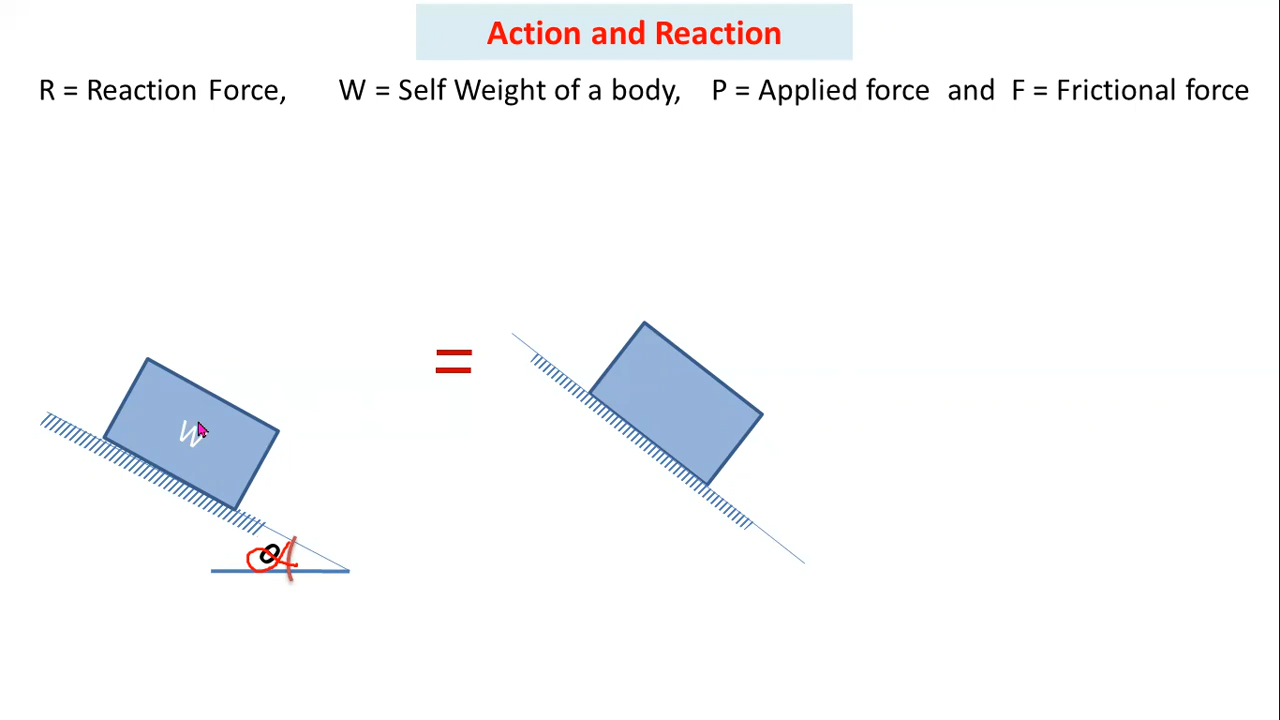 Action and Reaction
R = Reaction Force, W = Self Weight of a body, P = Applied force and F = Frictional force
=
W